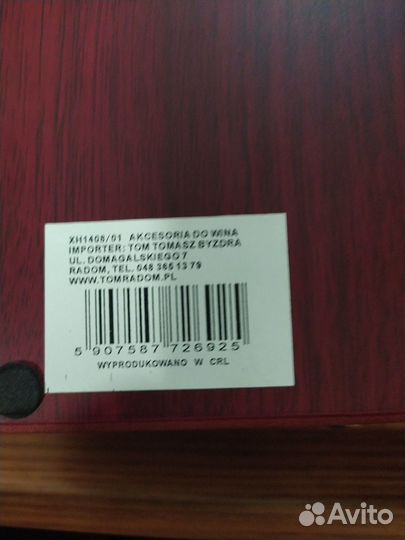 XH1408/01 AKCESORIA DO WINA
IMPORTER: TOM TOMASZ BYZDRA
UL. DOMAGALSKIEGO 7
RADOM, TEL. 048 365 13 79
WWW.TOMRADOM.PL
5 907587 726925
WYPRODUKOWANO W CRL
Avito